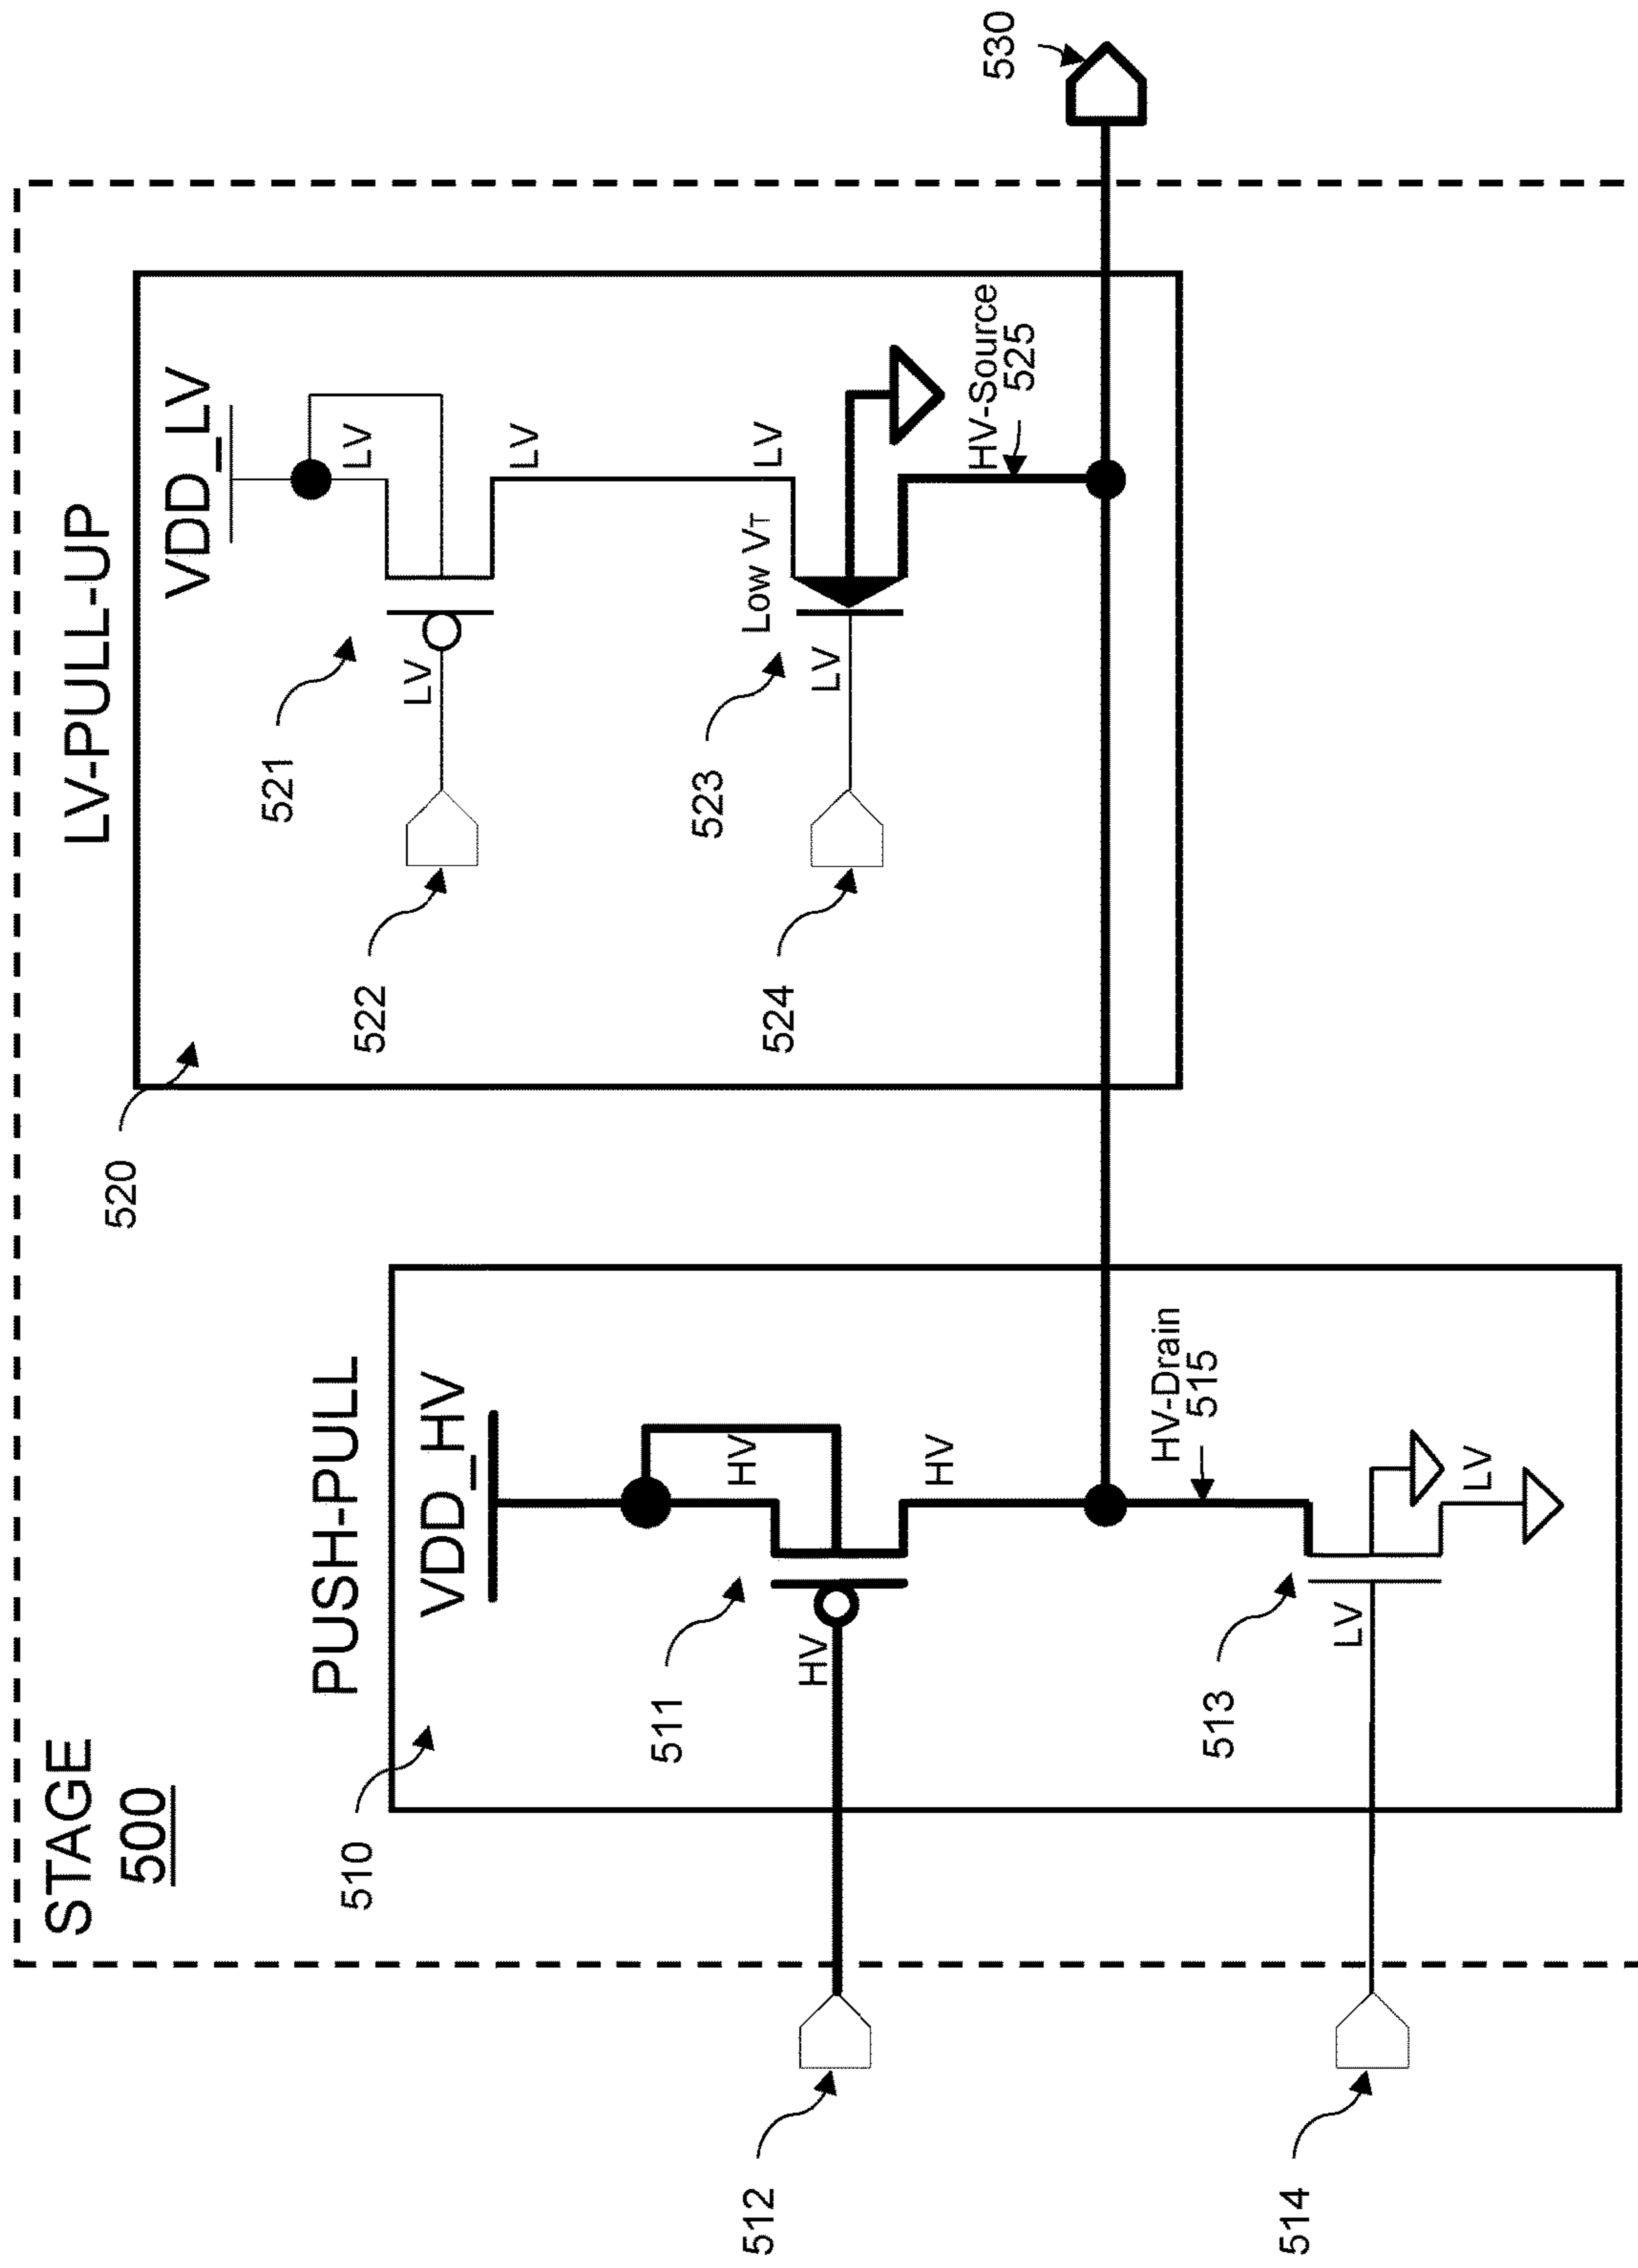 STAGE
500
PUSH-PULL
510
VDD_HV
HV
511
HV
HV
512
HV-Drain
515
513
LV
LV
514
LV-PULL-UP
520
VDD_LV
LV
521
LV
LV
522
LV
Low VT
523
LV
524
HV-Source
525
530